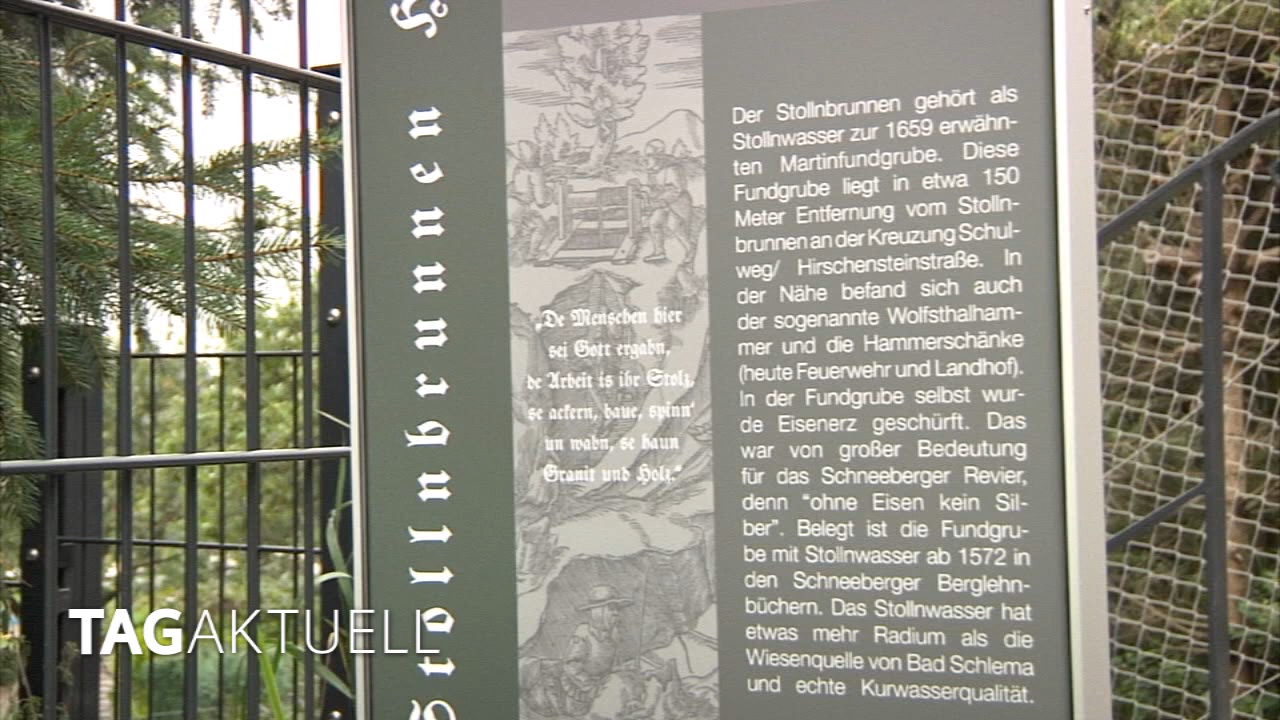 Stollnbrunnen
„De Menschen hier
sei Gott ergabn,
de Arbeit is ihr Stolz,
se ackern, baue, spinn'
un wabn, se haun
Granit und Holz.“
Der Stollnbrunnen gehört als
Stollnwasser zur 1659 erwähn-
ten Martinfundgrube. Diese
Fundgrube liegt in etwa 150
Meter Entfernung vom Stolln-
brunnen an der Kreuzung Schul-
weg/ Hirschensteinstraße. In
der Nähe befand sich auch
der sogenannte Wolfsthalham-
mer und die Hammerschänke
(heute Feuerwehr und Landhof).
In der Fundgrube selbst wur-
de Eisenerz geschürft. Das
war von großer Bedeutung
für das Schneeberger Revier,
denn “ohne Eisen kein Sil-
ber”. Belegt ist die Fundgru-
be mit Stollnwasser ab 1572 in
den Schneeberger Berglehn-
büchern. Das Stollnwasser hat
etwas mehr Radium als die
Wiesenquelle von Bad Schlema
und echte Kurwasserqualität.
TAGAKTUELL